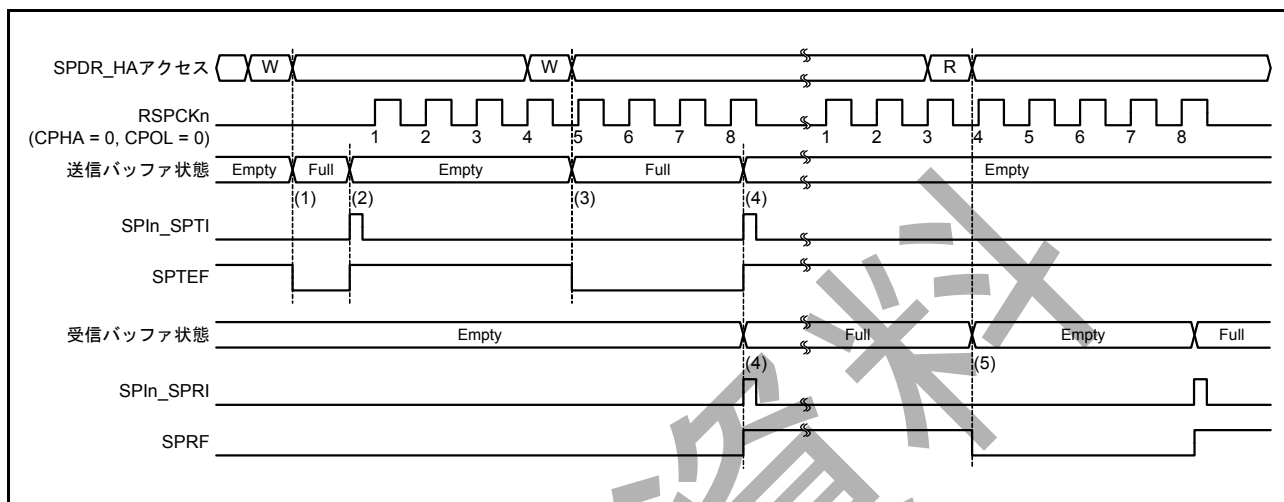 SPDR_HAアクセス W W R
RSPCKn
(CPHA = 0, CPOL = 0)
1 2 3 4 5 6 7 8 1 2 3 4 5 6 7 8
送信バッファ状態 Empty Full Empty Full Empty
(1) (2) (3) (4)
SPIn_SPTI
SPTEF
受信バッファ状態 Empty Full Empty Full
(4) (5)
SPIn_SPRI
SPRF
資料